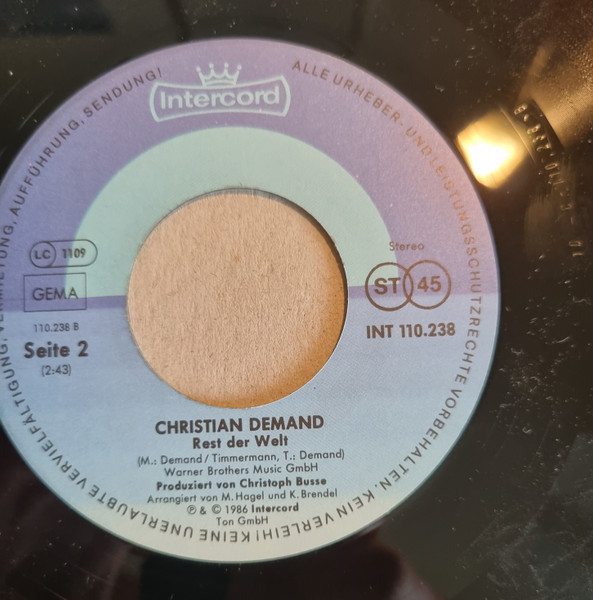 Intercord
ALLE URHEBER- UND LEISTUNGSSCHUTZRECHTE VORBEHALTEN. KEIN VERLEIH! KEINE UNERLAUBTE VERVIELFÄLTIGUNG, VERMIETUNG, AUFFÜHRUNG, SENDUNG!
LC 1109
GEMA
110.238 B
Seite 2
(2:43)
Stereo
ST 45
INT 110.238
CHRISTIAN DEMAND
Rest der Welt
(M.: Demand / Timmermann, T.: Demand)
Warner Brothers Music GmbH
Produziert von Christoph Busse
Arrangiert von M. Hagel und K. Brendel
℗ & © 1986 Intercord
Ton GmbH